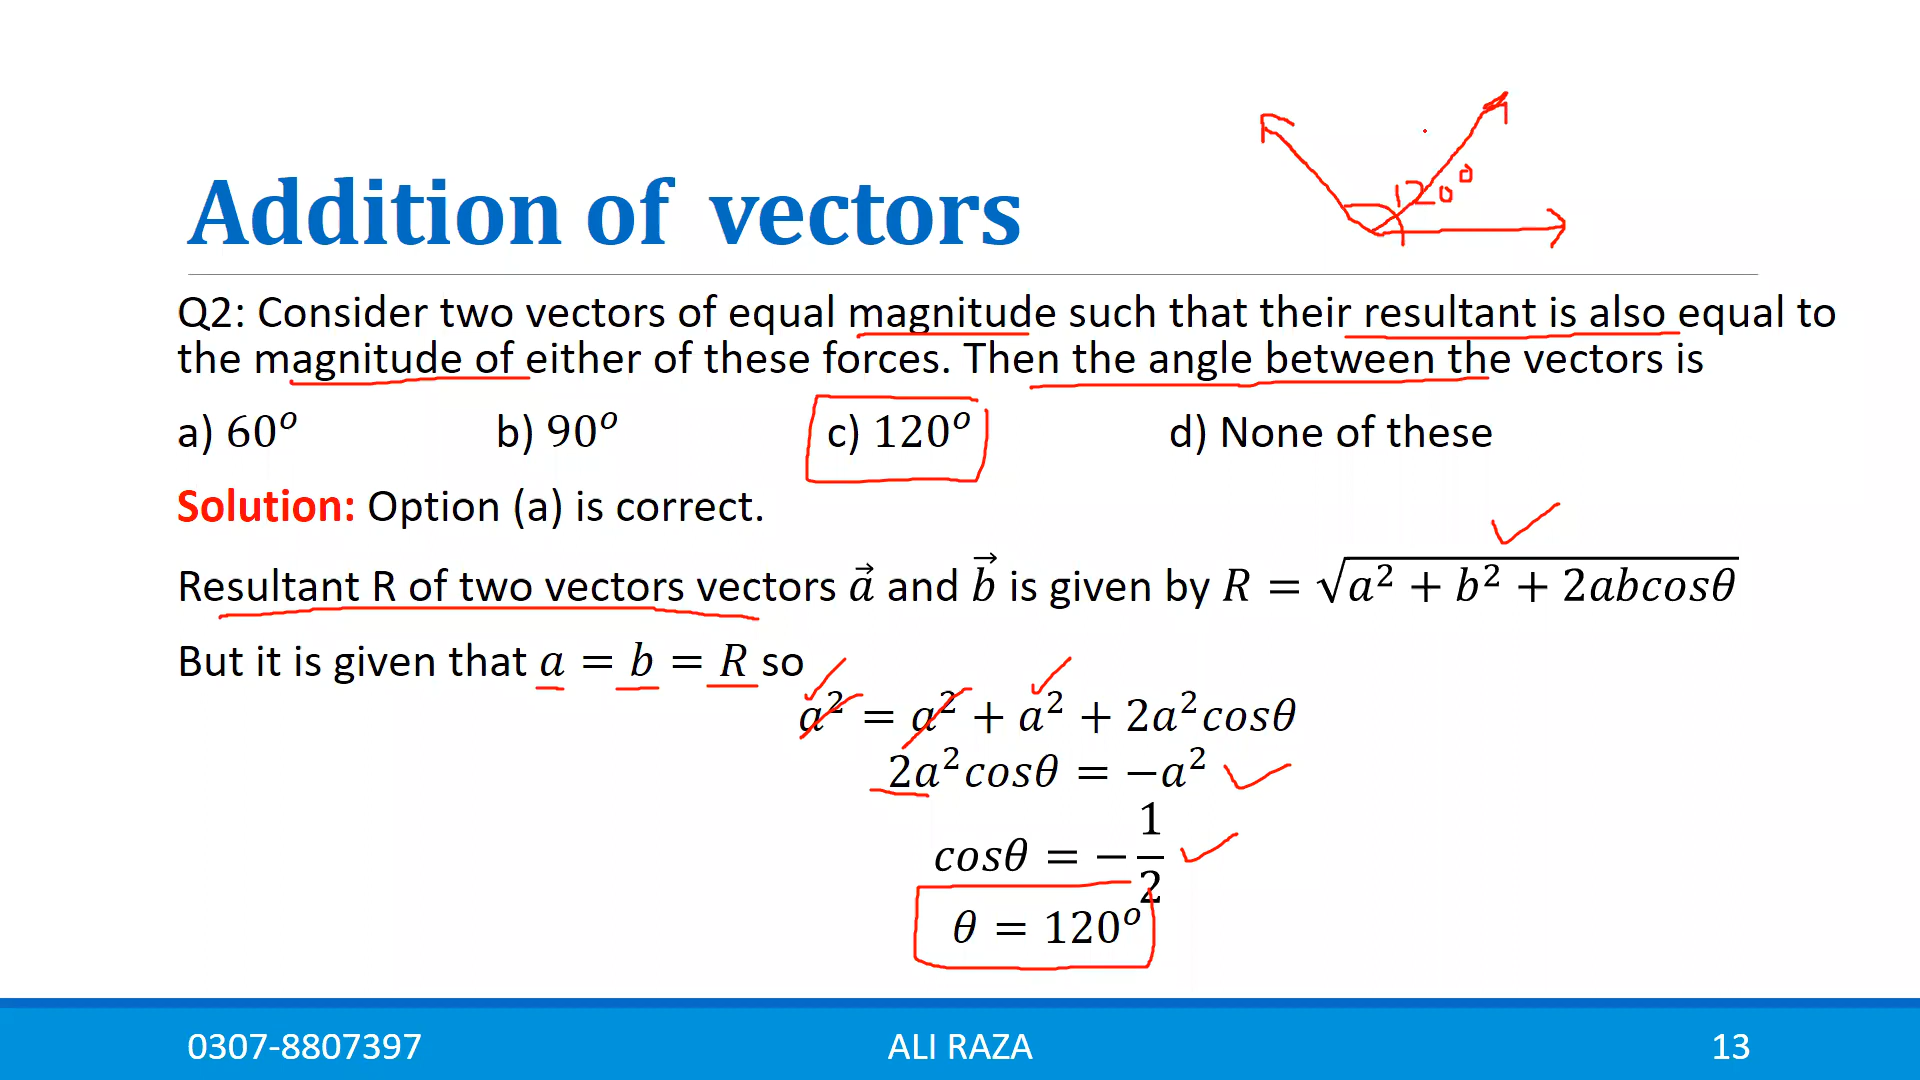 120°
Addition of vectors
Q2: Consider two vectors of equal magnitude such that their resultant is also equal to
the magnitude of either of these forces. Then the angle between the vectors is
a) 60° b) 90° c) 120° d) None of these
Solution: Option (a) is correct.
Resultant R of two vectors vectors a⃗ and b⃗ is given by R = √(a² + b² + 2abcosθ)
But it is given that a = b = R so
a² = a² + a² + 2a²cosθ
2a²cosθ = −a²
cosθ = −1/2
θ = 120°
0307-8807397 ALI RAZA 13